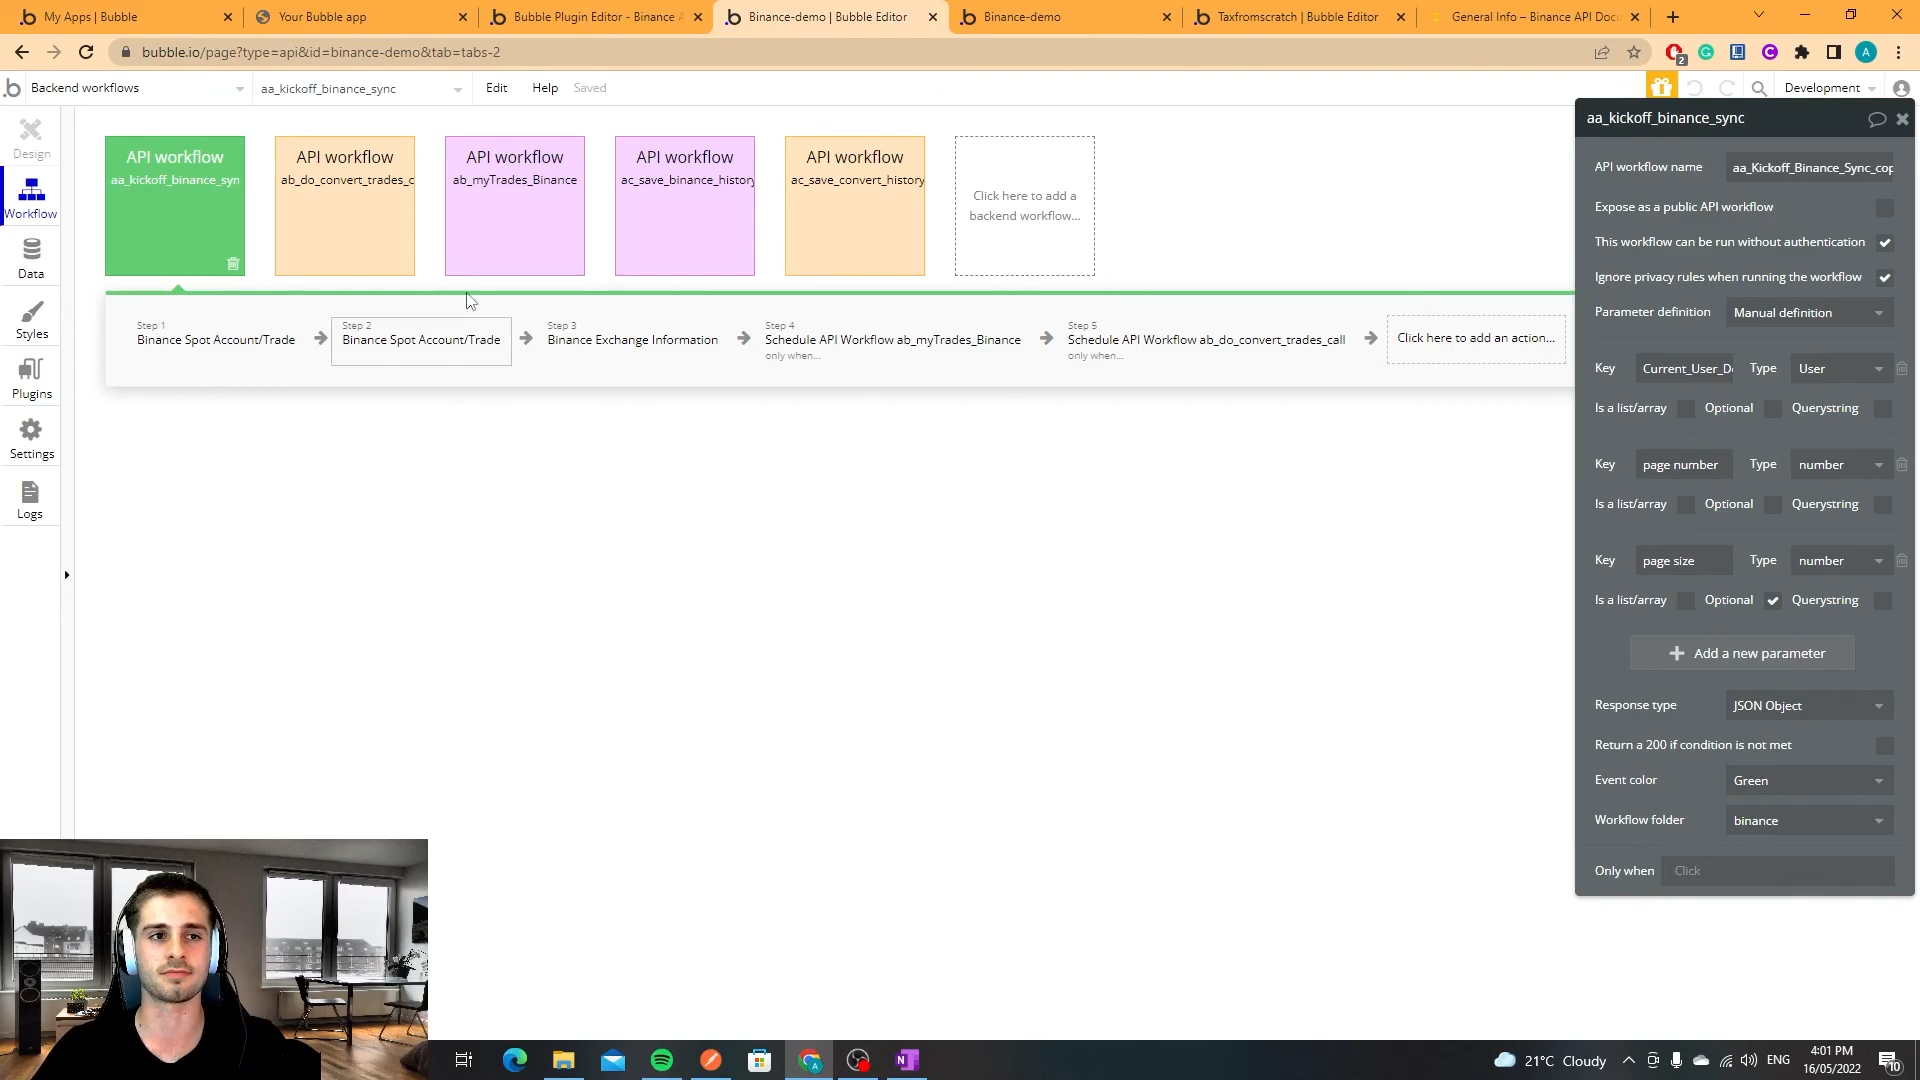 My Apps | Bubble
Your Bubble app
Bubble Plugin Editor - Binance A
Binance-demo | Bubble Editor
Binance-demo
Taxfromscratch | Bubble Editor
General Info – Binance API Docu
bubble.io/page?type=api&id=binance-demo&tab=tabs-2
2
A
Backend workflows
aa_kickoff_binance_sync
Edit
Help
Saved
Development
Design
Workflow
Data
Styles
Plugins
Settings
Logs
API workflow
aa_kickoff_binance_syn
API workflow
ab_do_convert_trades_c
API workflow
ab_myTrades_Binance
API workflow
ac_save_binance_history
API workflow
ac_save_convert_history
Click here to add a
backend workflow...
Step 1
Binance Spot Account/Trade
Step 2
Binance Spot Account/Trade
Step 3
Binance Exchange Information
Step 4
Schedule API Workflow ab_myTrades_Binance
only when...
Step 5
Schedule API Workflow ab_do_convert_trades_call
only when...
Click here to add an action...
aa_kickoff_binance_sync
API workflow name
aa_Kickoff_Binance_Sync_cop
Expose as a public API workflow
This workflow can be run without authentication
Ignore privacy rules when running the workflow
Parameter definition
Manual definition
Key
Current_User_De
Type
User
Is a list/array
Optional
Querystring
Key
page number
Type
number
Is a list/array
Optional
Querystring
Key
page size
Type
number
Is a list/array
Optional
Querystring
Add a new parameter
Response type
JSON Object
Return a 200 if condition is not met
Event color
Green
Workflow folder
binance
Only when
Click
21°C Cloudy
ENG
4:01 PM
16/05/2022
10